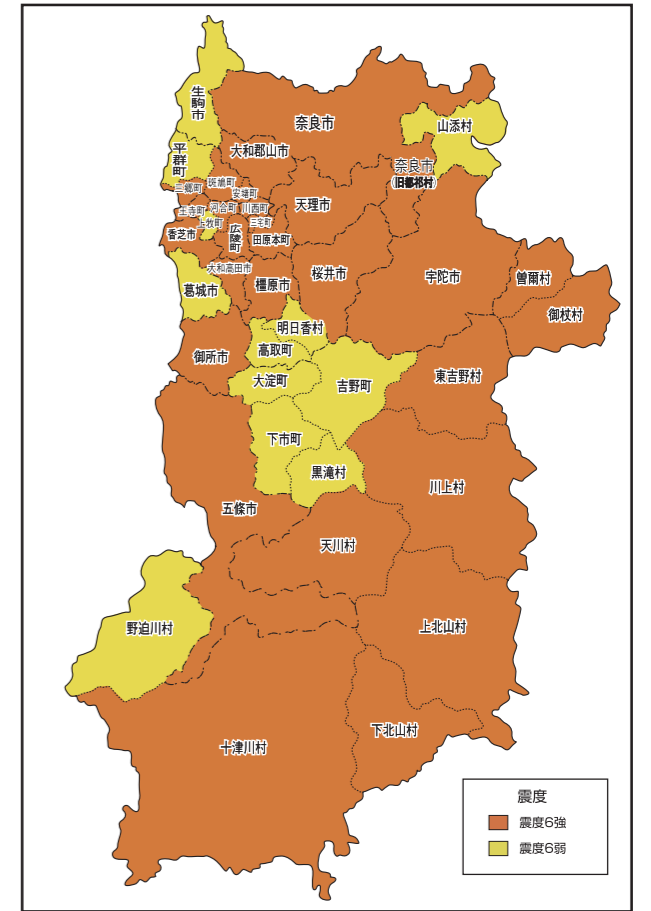 生駒市
奈良市
山添村
平群町
大和郡山市
奈良市
(旧都祁村)
斑鳩町
三郷町
安堵町
天理市
王寺町
河合町
川西町
上牧町
三宅町
香芝市
広陵町
田原本町
大和高田市
桜井市
宇陀市
曽爾村
葛城市
橿原市
御杖村
明日香村
高取町
御所市
東吉野村
大淀町
吉野町
下市町
黒滝村
川上村
五條市
天川村
野迫川村
上北山村
下北山村
十津川村
震度
震度6強
震度6弱